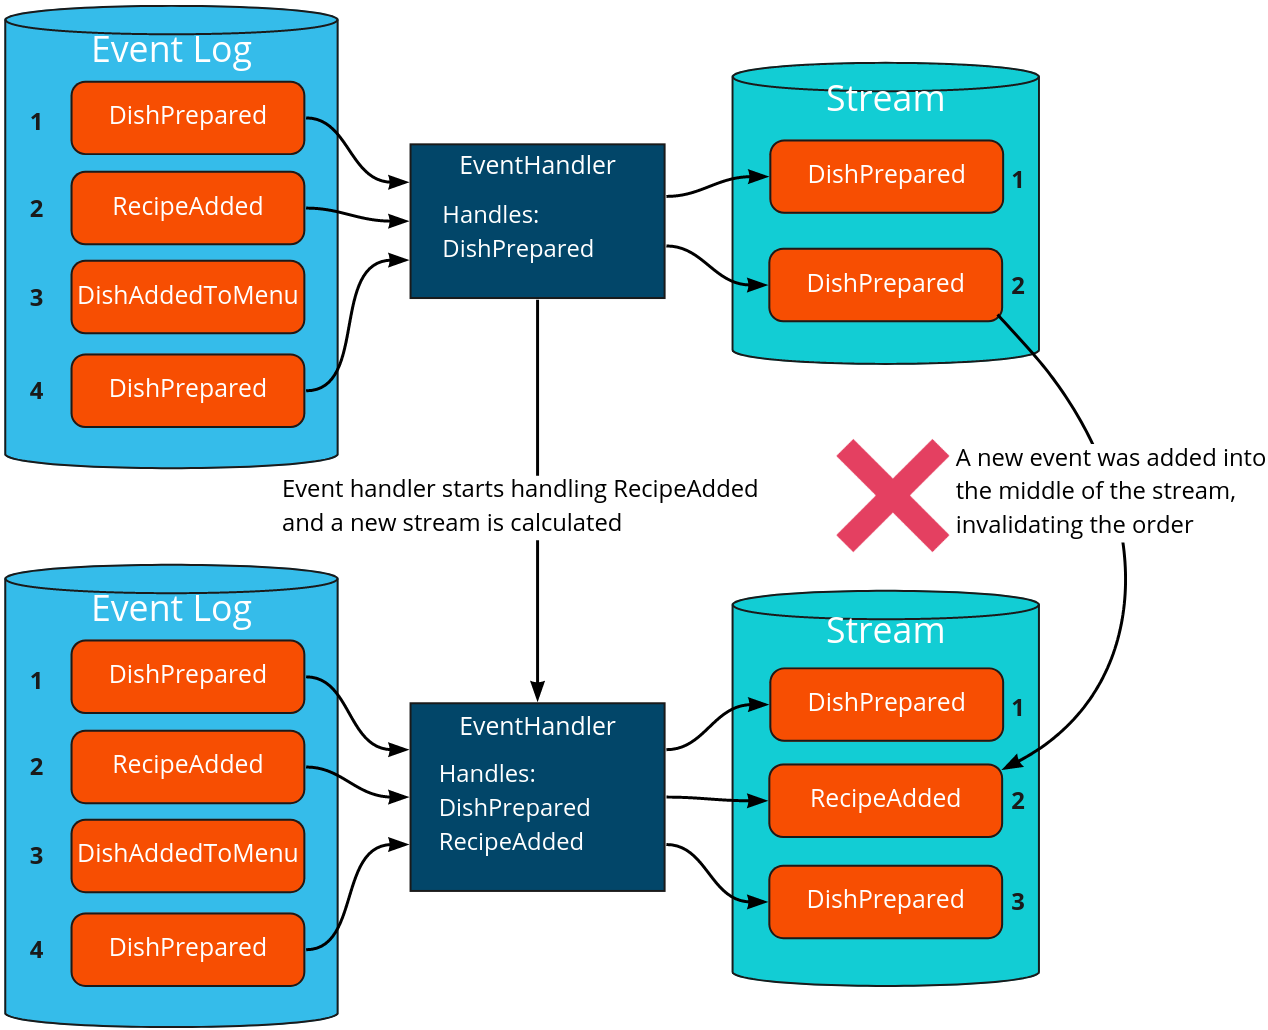 Event Log
1 DishPrepared
2 RecipeAdded
3 DishAddedToMenu
4 DishPrepared
EventHandler
Handles:
DishPrepared
Stream
DishPrepared 1
DishPrepared 2
Event handler starts handling RecipeAdded
and a new stream is calculated
A new event was added into
the middle of the stream,
invalidating the order
Event Log
1 DishPrepared
2 RecipeAdded
3 DishAddedToMenu
4 DishPrepared
EventHandler
Handles:
DishPrepared
RecipeAdded
Stream
DishPrepared 1
RecipeAdded 2
DishPrepared 3